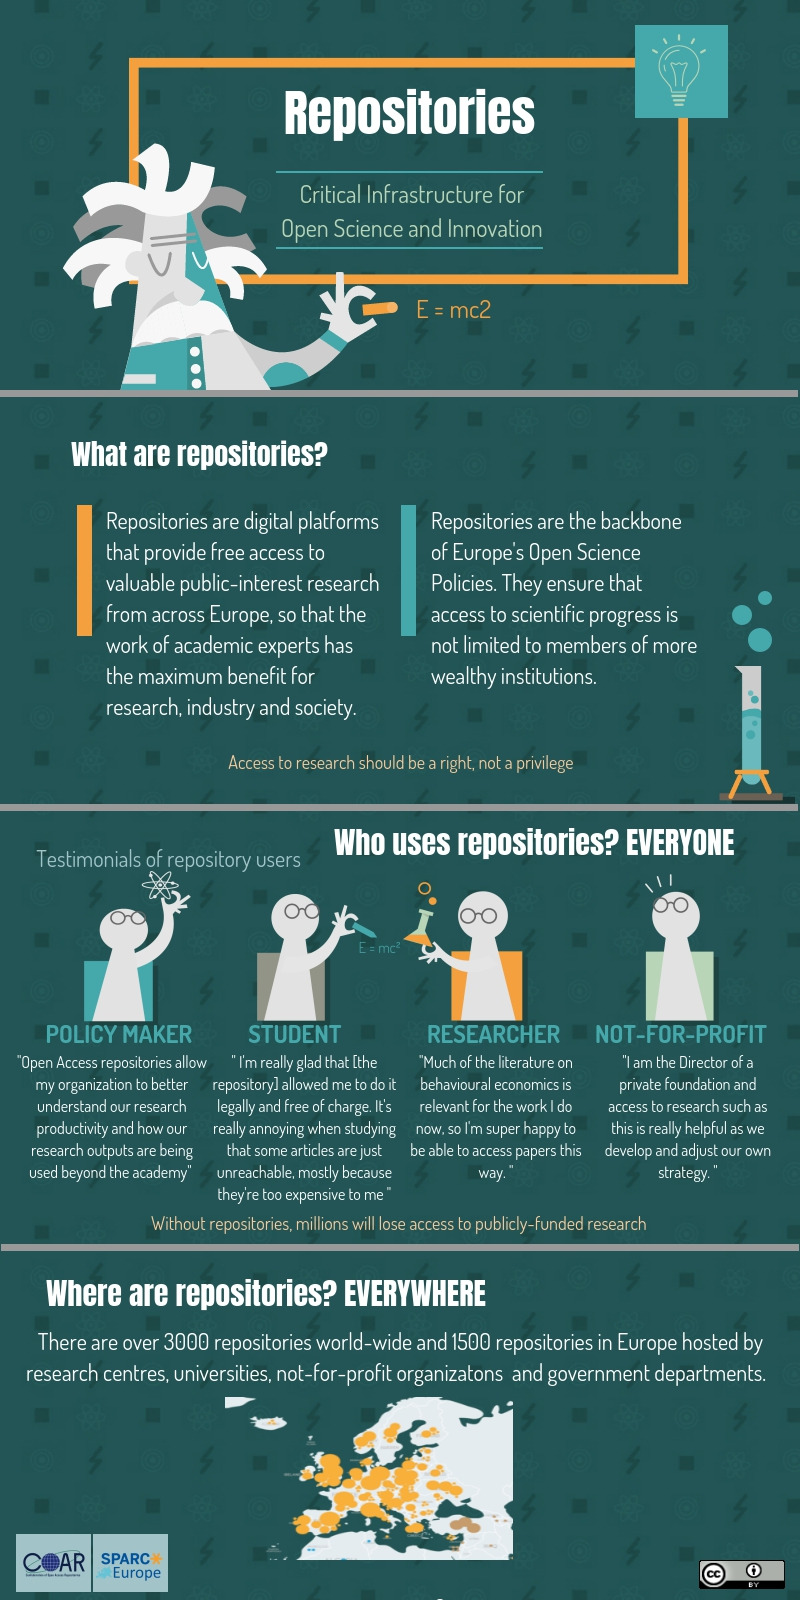 Repositories
Critical Infrastructure for
Open Science and Innovation
E = mc2
What are repositories?
Repositories are digital platforms
that provide free access to
valuable public-interest research
from across Europe, so that the
work of academic experts has
the maximum benefit for
research, industry and society.
Repositories are the backbone
of Europe's Open Science
Policies. They ensure that
access to scientific progress is
not limited to members of more
wealthy institutions.
Access to research should be a right, not a privilege
Who uses repositories? EVERYONE
Testimonials of repository users
E = mc²
POLICY MAKER
"Open Access repositories allow
my organization to better
understand our research
productivity and how our
research outputs are being
used beyond the academy"
STUDENT
" I'm really glad that [the
repository] allowed me to do it
legally and free of charge. It's
really annoying when studying
that some articles are just
unreachable, mostly because
they're too expensive to me "
RESEARCHER
"Much of the literature on
behavioural economics is
relevant for the work I do
now, so I'm super happy to
be able to access papers this
way. "
NOT-FOR-PROFIT
"I am the Director of a
private foundation and
access to research such as
this is really helpful as we
develop and adjust our own
strategy. "
Without repositories, millions will lose access to publicly-funded research
Where are repositories? EVERYWHERE
There are over 3000 repositories world-wide and 1500 repositories in Europe hosted by
research centres, universities, not-for-profit organizatons and government departments.
COAR
SPARC
Europe
cc
BY